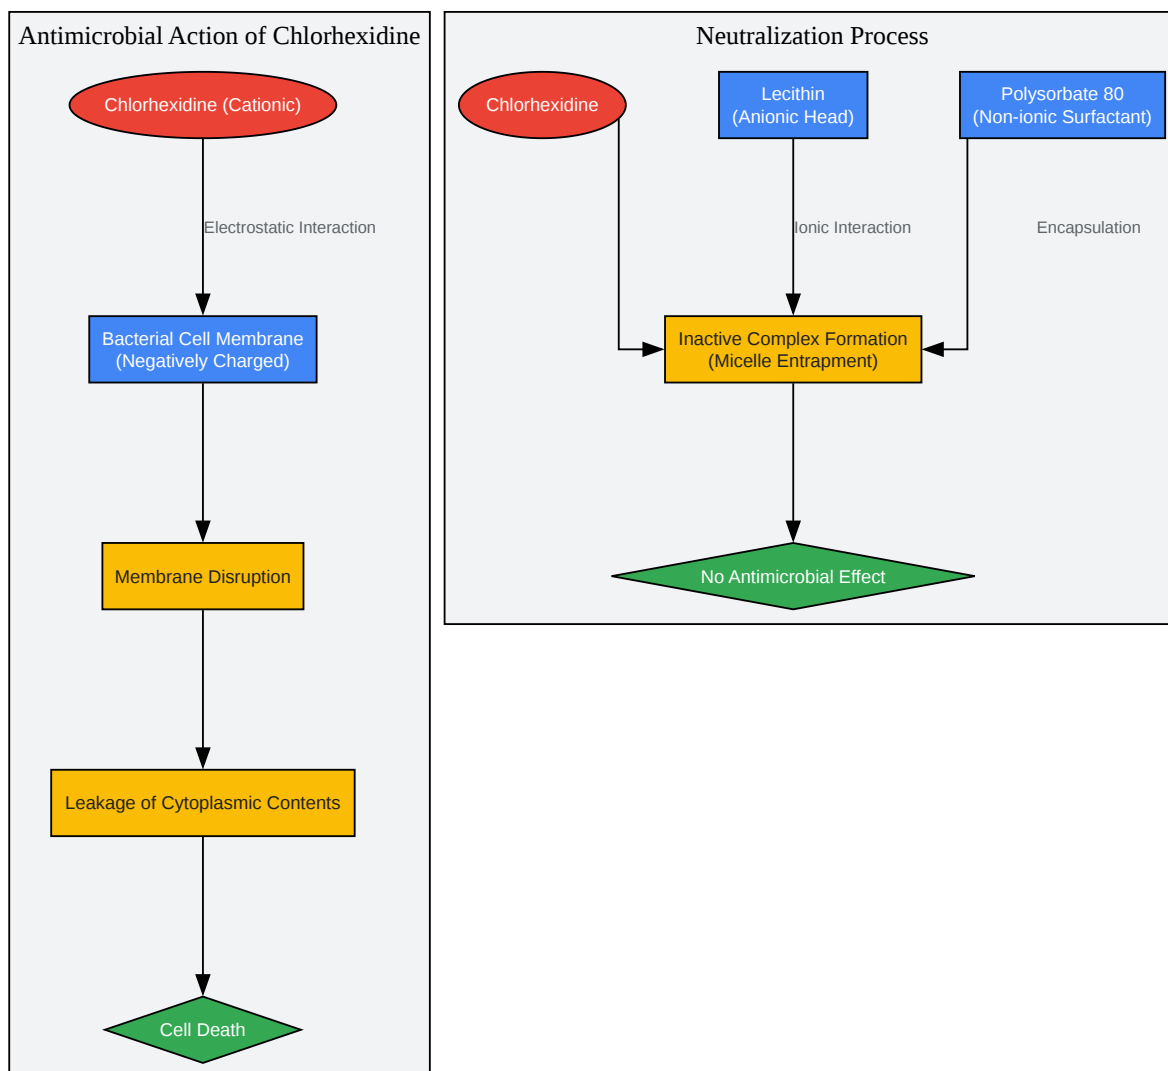 Antimicrobial Action of Chlorhexidine
Chlorhexidine (Cationic)
Electrostatic Interaction
Bacterial Cell Membrane
(Negatively Charged)
Membrane Disruption
Leakage of Cytoplasmic Contents
Cell Death
Neutralization Process
Chlorhexidine
Lecithin
(Anionic Head)
Polysorbate 80
(Non-ionic Surfactant)
Ionic Interaction
Encapsulation
Inactive Complex Formation
(Micelle Entrapment)
No Antimicrobial Effect